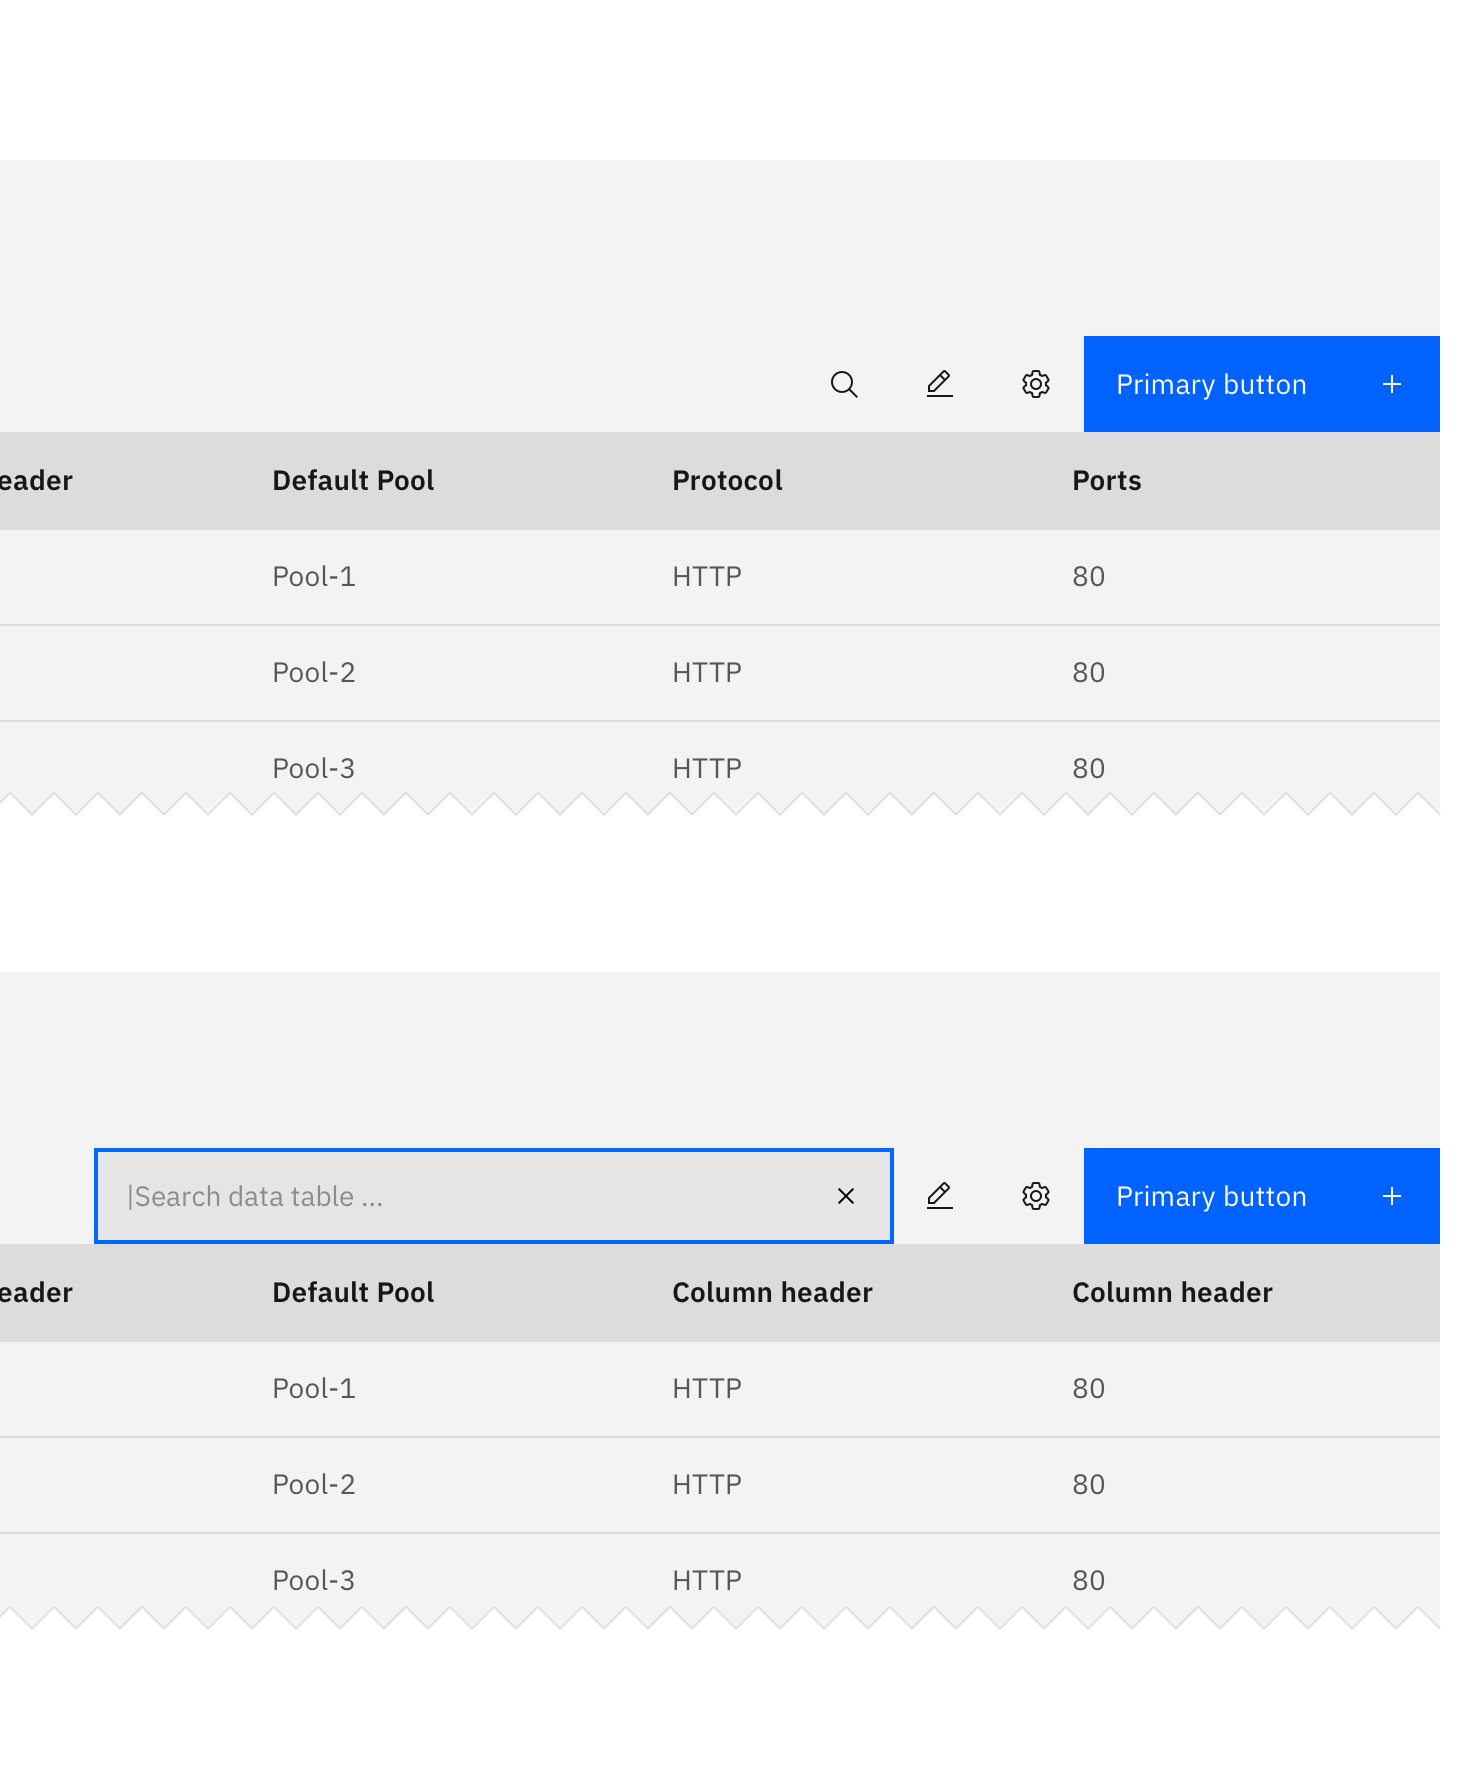 Primary button
eader Default Pool Protocol Ports
Pool-1 HTTP 80
Pool-2 HTTP 80
Pool-3 HTTP 80
Search data table ...
Primary button
eader Default Pool Column header Column header
Pool-1 HTTP 80
Pool-2 HTTP 80
Pool-3 HTTP 80